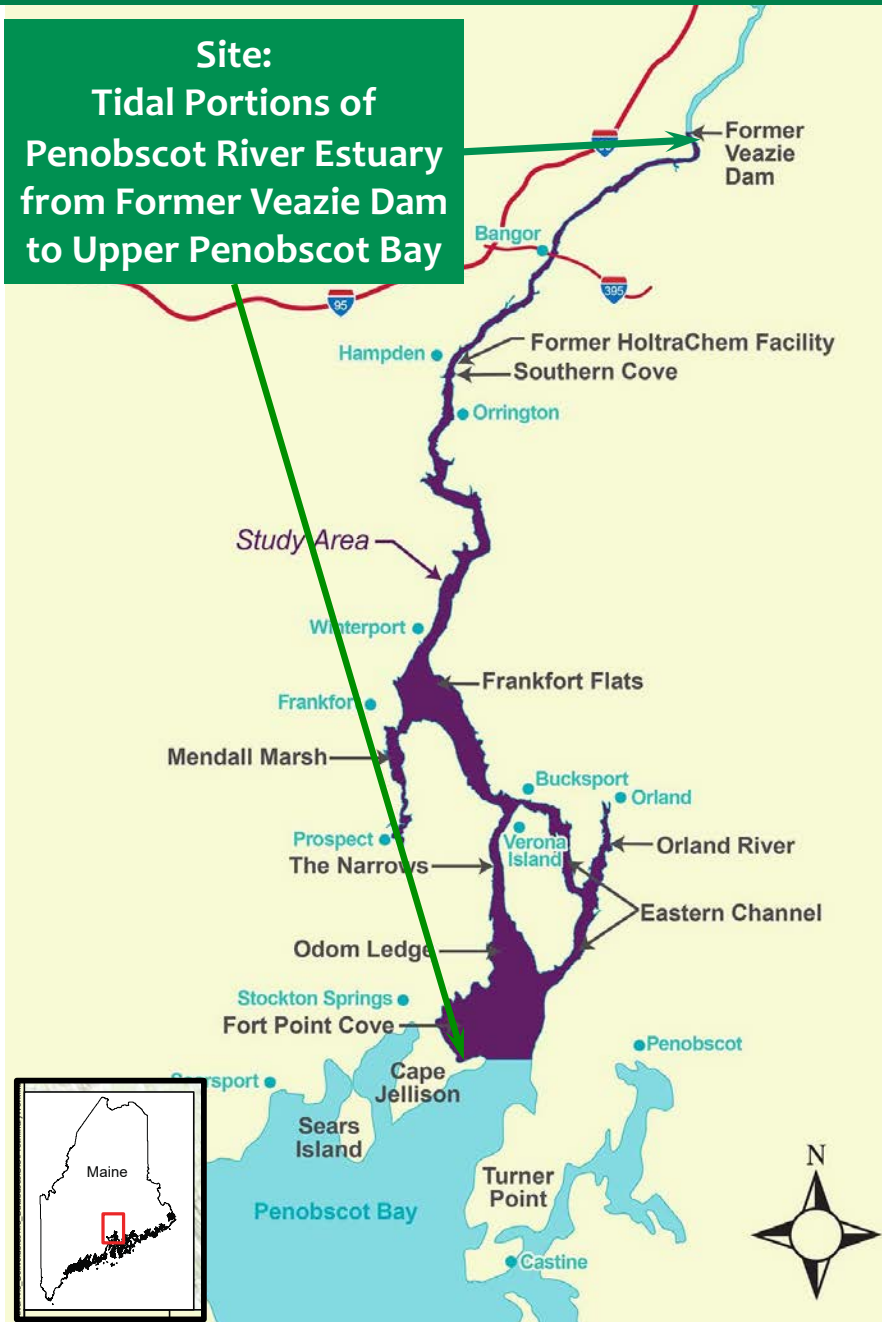 Site:
Tidal Portions of
Penobscot River Estuary
from Former Veazie Dam
to Upper Penobscot Bay
Former
Veazie
Dam
Bangor
95
395
Hampden
Former HoltraChem Facility
Southern Cove
Orrington
Study Area
Winterport
Frankfort Flats
Frankfort
Mendall Marsh
Bucksport
Orland
Prospect
Verona
Island
The Narrows
Orland River
Eastern Channel
Odom Ledge
Stockton Springs
Fort Point Cove
Penobscot
Cape
Jellison
Sears
Island
Maine
Turner
Point
Penobscot Bay
N
Castine